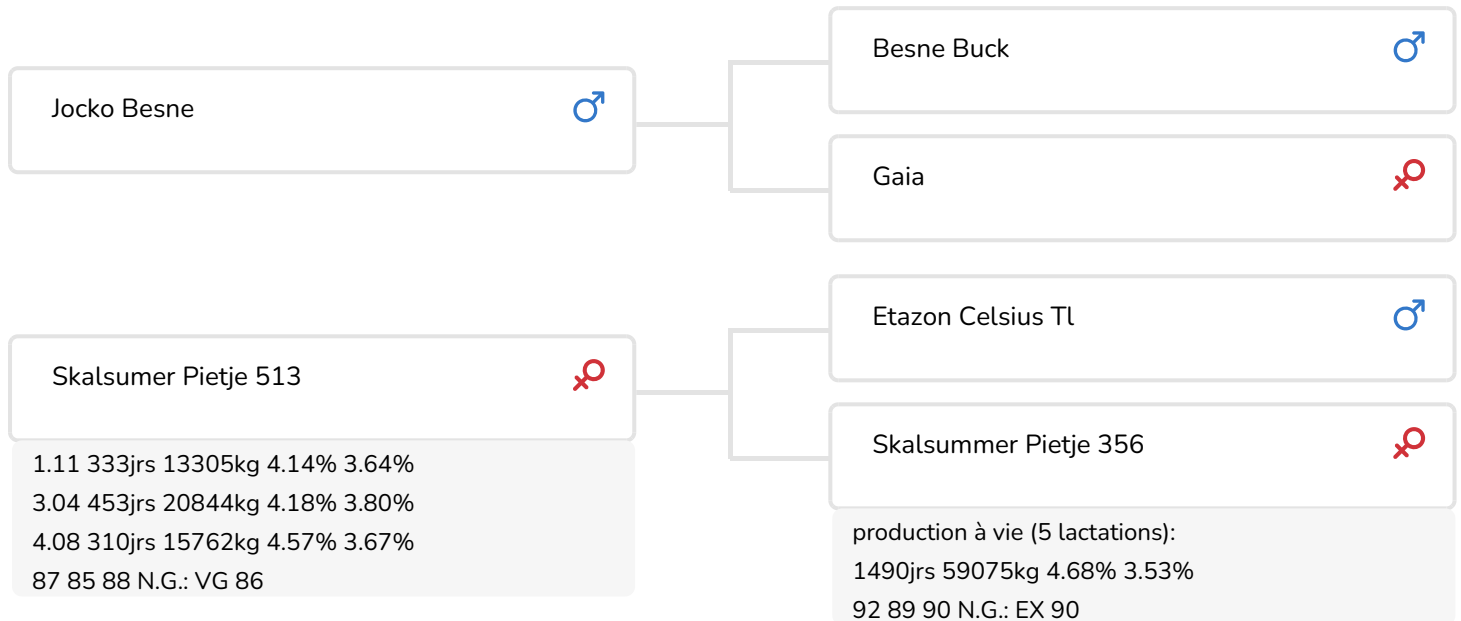 Jocko Besne
Besne Buck
Gaia
Skalsumer Pietje 513
1.11 333jrs 13305kg 4.14% 3.64%
3.04 453jrs 20844kg 4.18% 3.80%
4.08 310jrs 15762kg 4.57% 3.67%
87 85 88 N.G.: VG 86
Etazon Celsius Tl
Skalsummer Pietje 356
production à vie (5 lactations):
1490jrs 59075kg 4.68% 3.53%
92 89 90 N.G.: EX 90